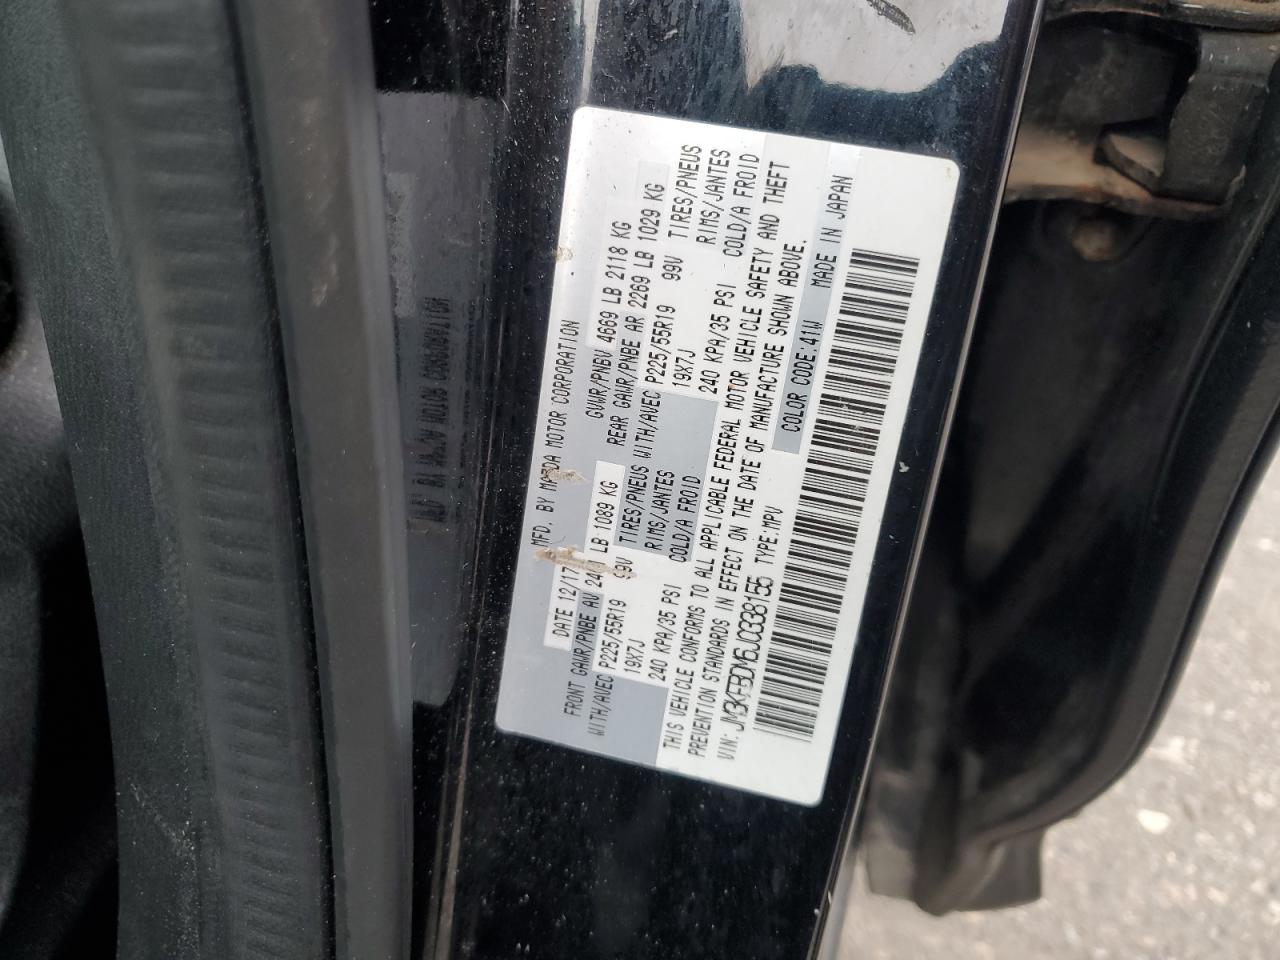 MFD. BY MAZDA MOTOR CORPORATION
DATE 12/17 GVWR/PNBV 4669 LB 2118 KG
FRONT GAWR/PNBE AV LB 1089 KG REAR GAWR/PNBE AR 2269 LB 1029 KG
WITH/AVEC P225/55R19 99V TIRES/PNEUS WITH/AVEC P225/55R19 99V TIRES/PNEUS
19X7J RIMS/JANTES 19X7J RIMS/JANTES
240 KPA/35 PSI COLD/A FROID 240 KPA/35 PSI COLD/A FROID
THIS VEHICLE CONFORMS TO ALL APPLICABLE FEDERAL MOTOR VEHICLE SAFETY AND THEFT
PREVENTION STANDARDS IN EFFECT ON THE DATE OF MANUFACTURE SHOWN ABOVE.
VIN: JM3KFBDM6J0338155 TYPE:MPV COLOR CODE:41W MADE IN JAPAN